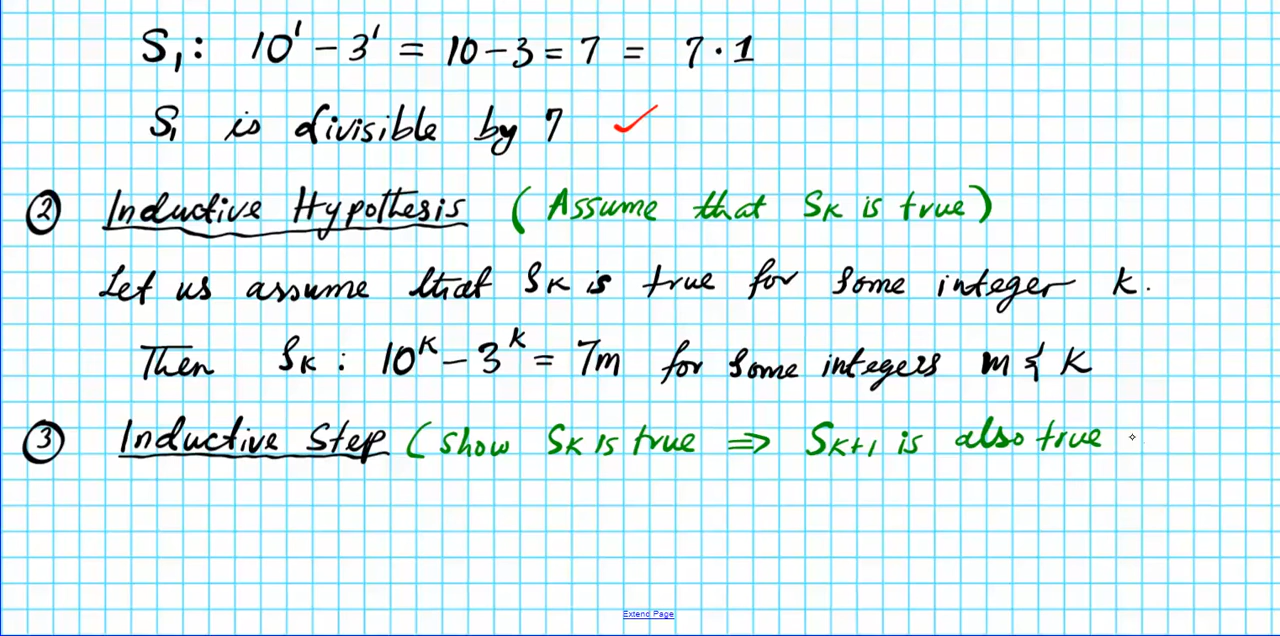 S₁: 10¹ - 3¹ = 10 - 3 = 7 = 7 · 1
S₁ is divisible by 7 ✓
② Inductive Hypothesis (Assume that Sₖ is true)
Let us assume that Sₖ is true for some integer k.
Then Sₖ: 10ᵏ - 3ᵏ = 7m for some integers m & k
③ Inductive Step (show Sₖ is true ⇒ Sₖ₊₁ is also true
Extend Page